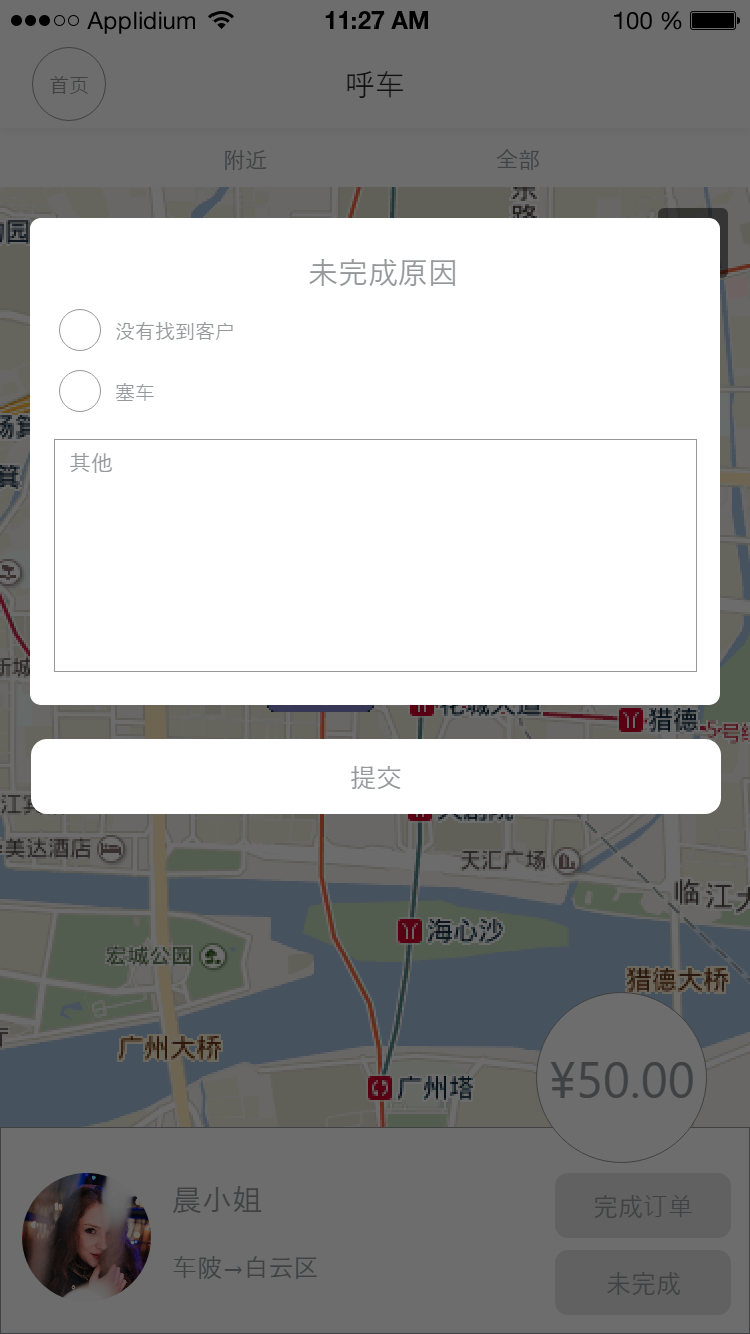 Applidium 11:27 AM 100 %
首页
呼车
附近 全部
未完成原因
没有找到客户
塞车
其他
猎德
提交
美达酒店
天汇广场
海心沙
宏城公园
猎德大桥
广州大桥
¥50.00
广州塔
晨小姐
完成订单
车陂→白云区
未完成